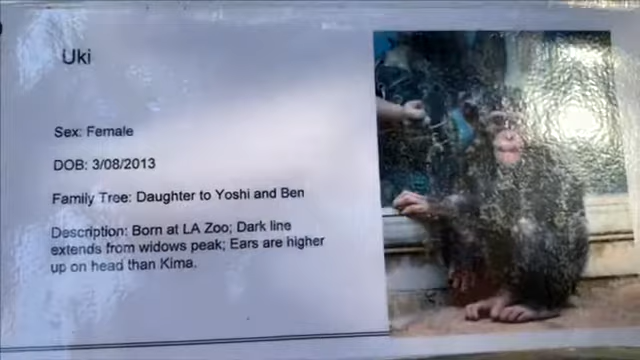 Uki
Sex: Female
DOB: 3/08/2013
Family Tree: Daughter to Yoshi and Ben
Description: Born at LA Zoo; Dark line
extends from widows peak; Ears are higher
up on head than Kima.